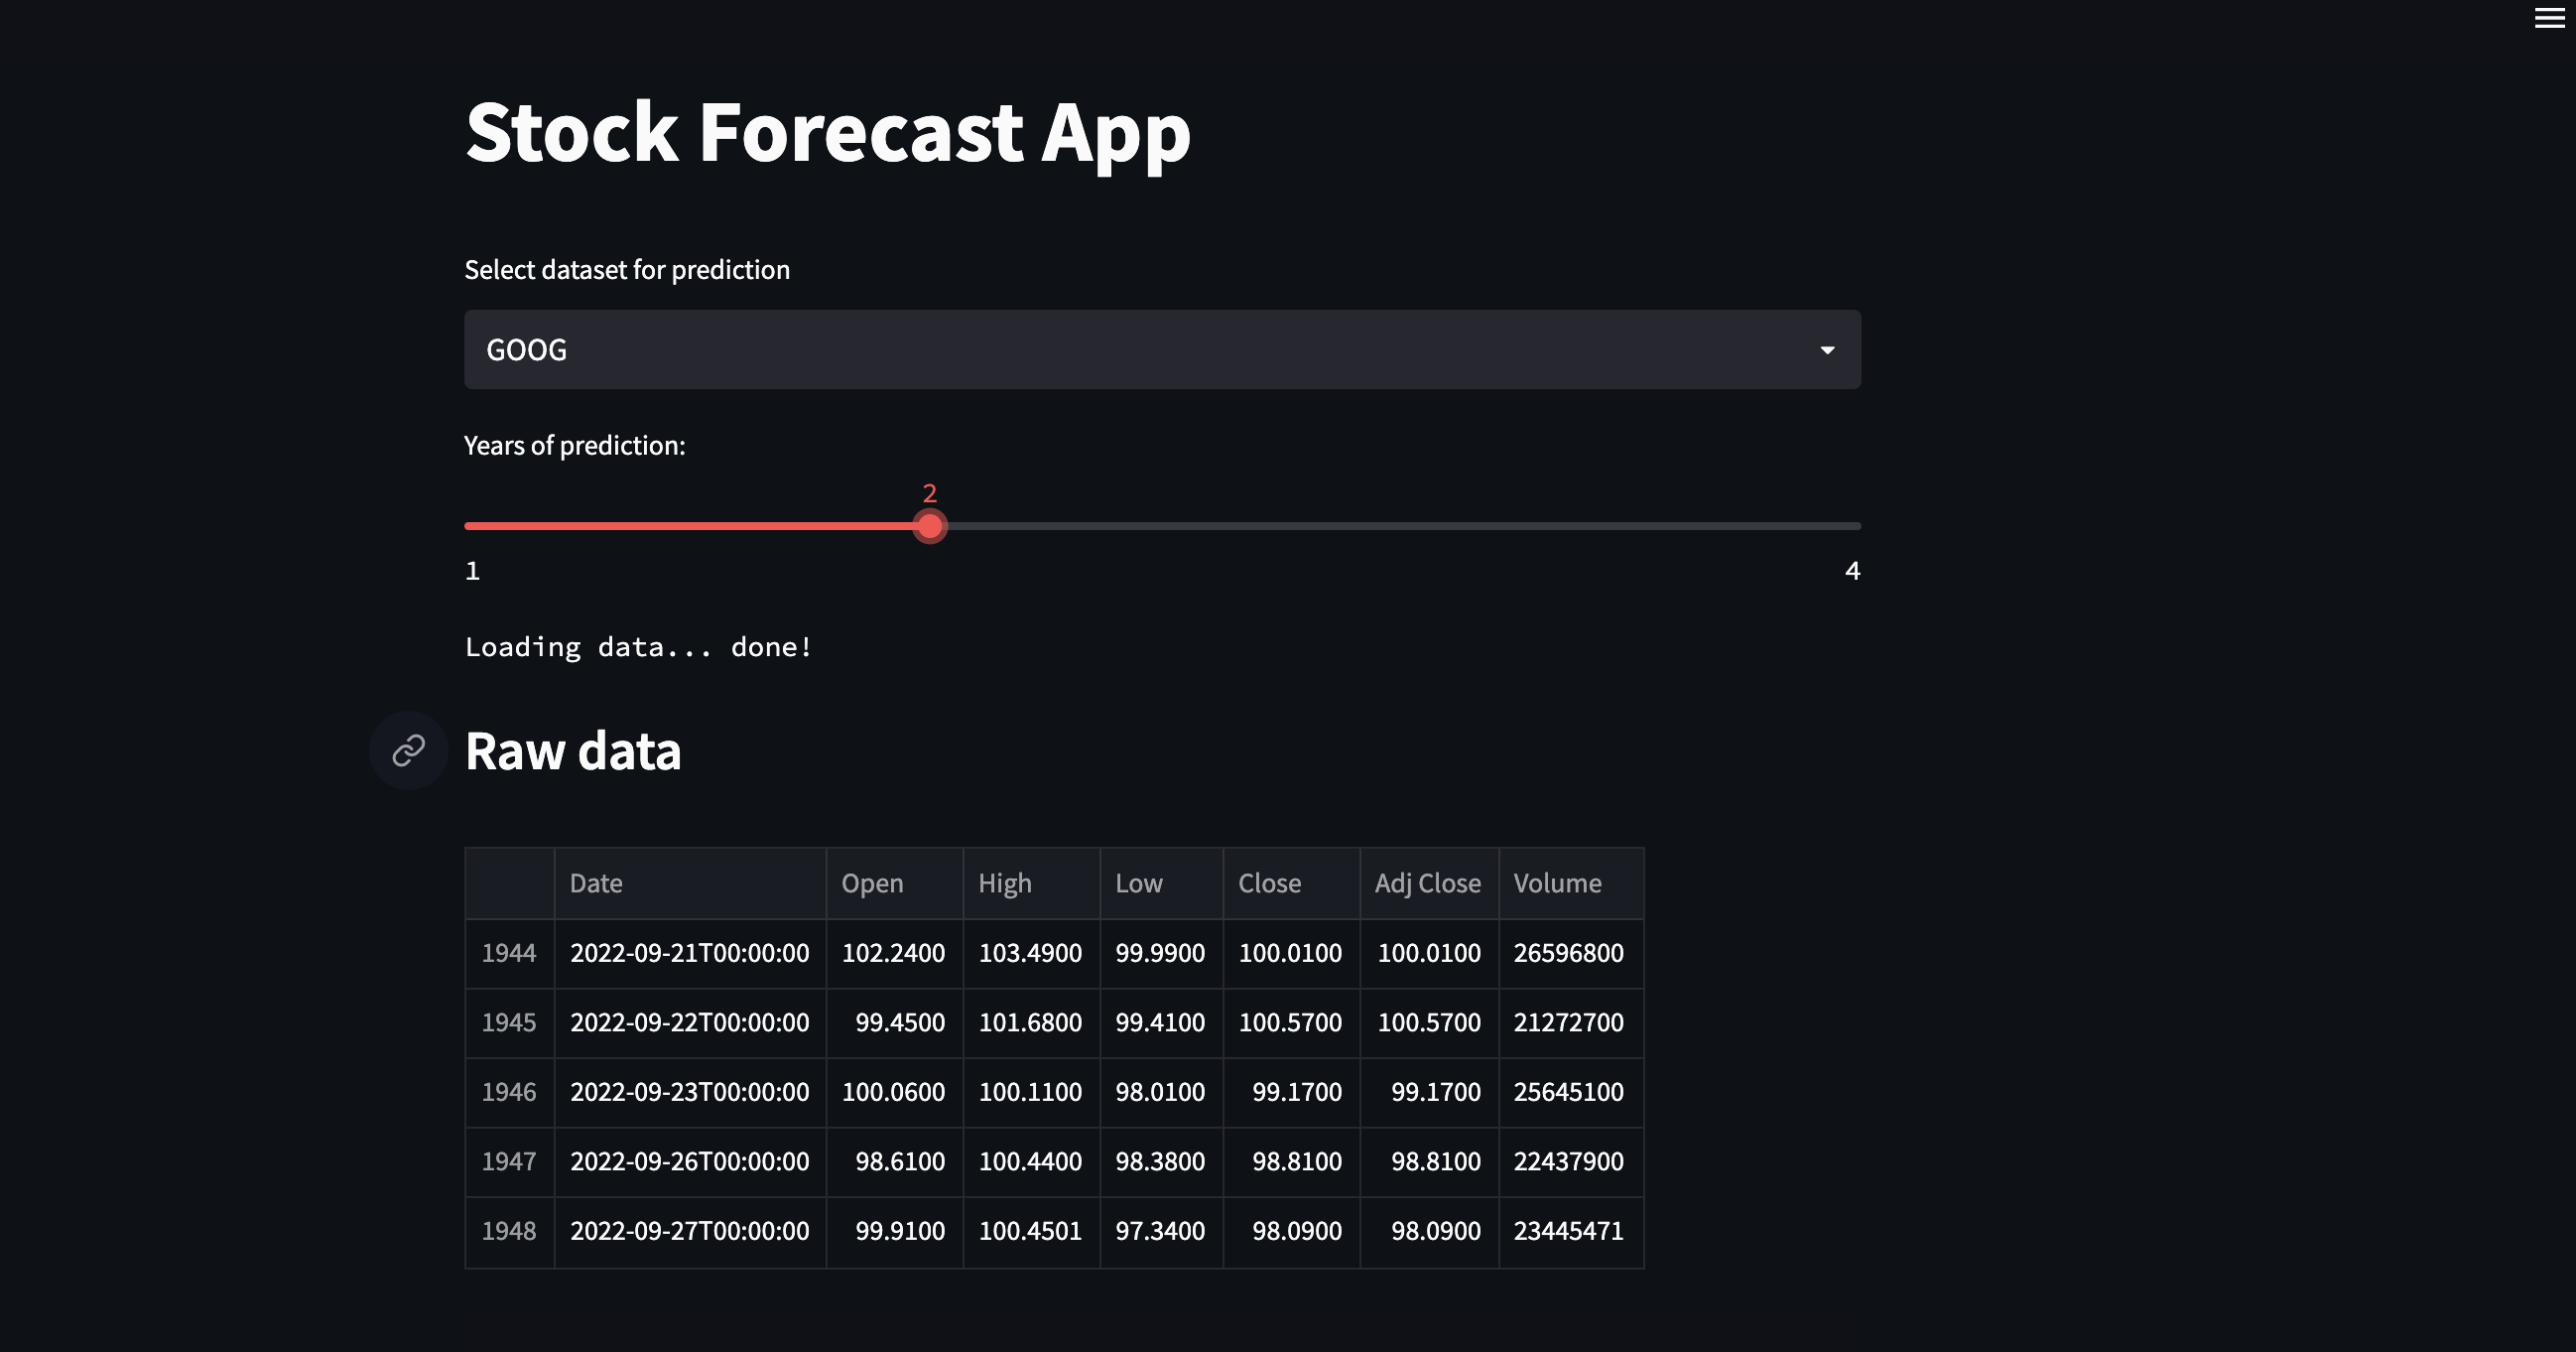 Stock Forecast App
Select dataset for prediction
GOOG
Years of prediction:
2
1 4
Loading data... done!
Raw data
Date Open High Low Close Adj Close Volume
1944 2022-09-21T00:00:00 102.2400 103.4900 99.9900 100.0100 100.0100 26596800
1945 2022-09-22T00:00:00 99.4500 101.6800 99.4100 100.5700 100.5700 21272700
1946 2022-09-23T00:00:00 100.0600 100.1100 98.0100 99.1700 99.1700 25645100
1947 2022-09-26T00:00:00 98.6100 100.4400 98.3800 98.8100 98.8100 22437900
1948 2022-09-27T00:00:00 99.9100 100.4501 97.3400 98.0900 98.0900 23445471